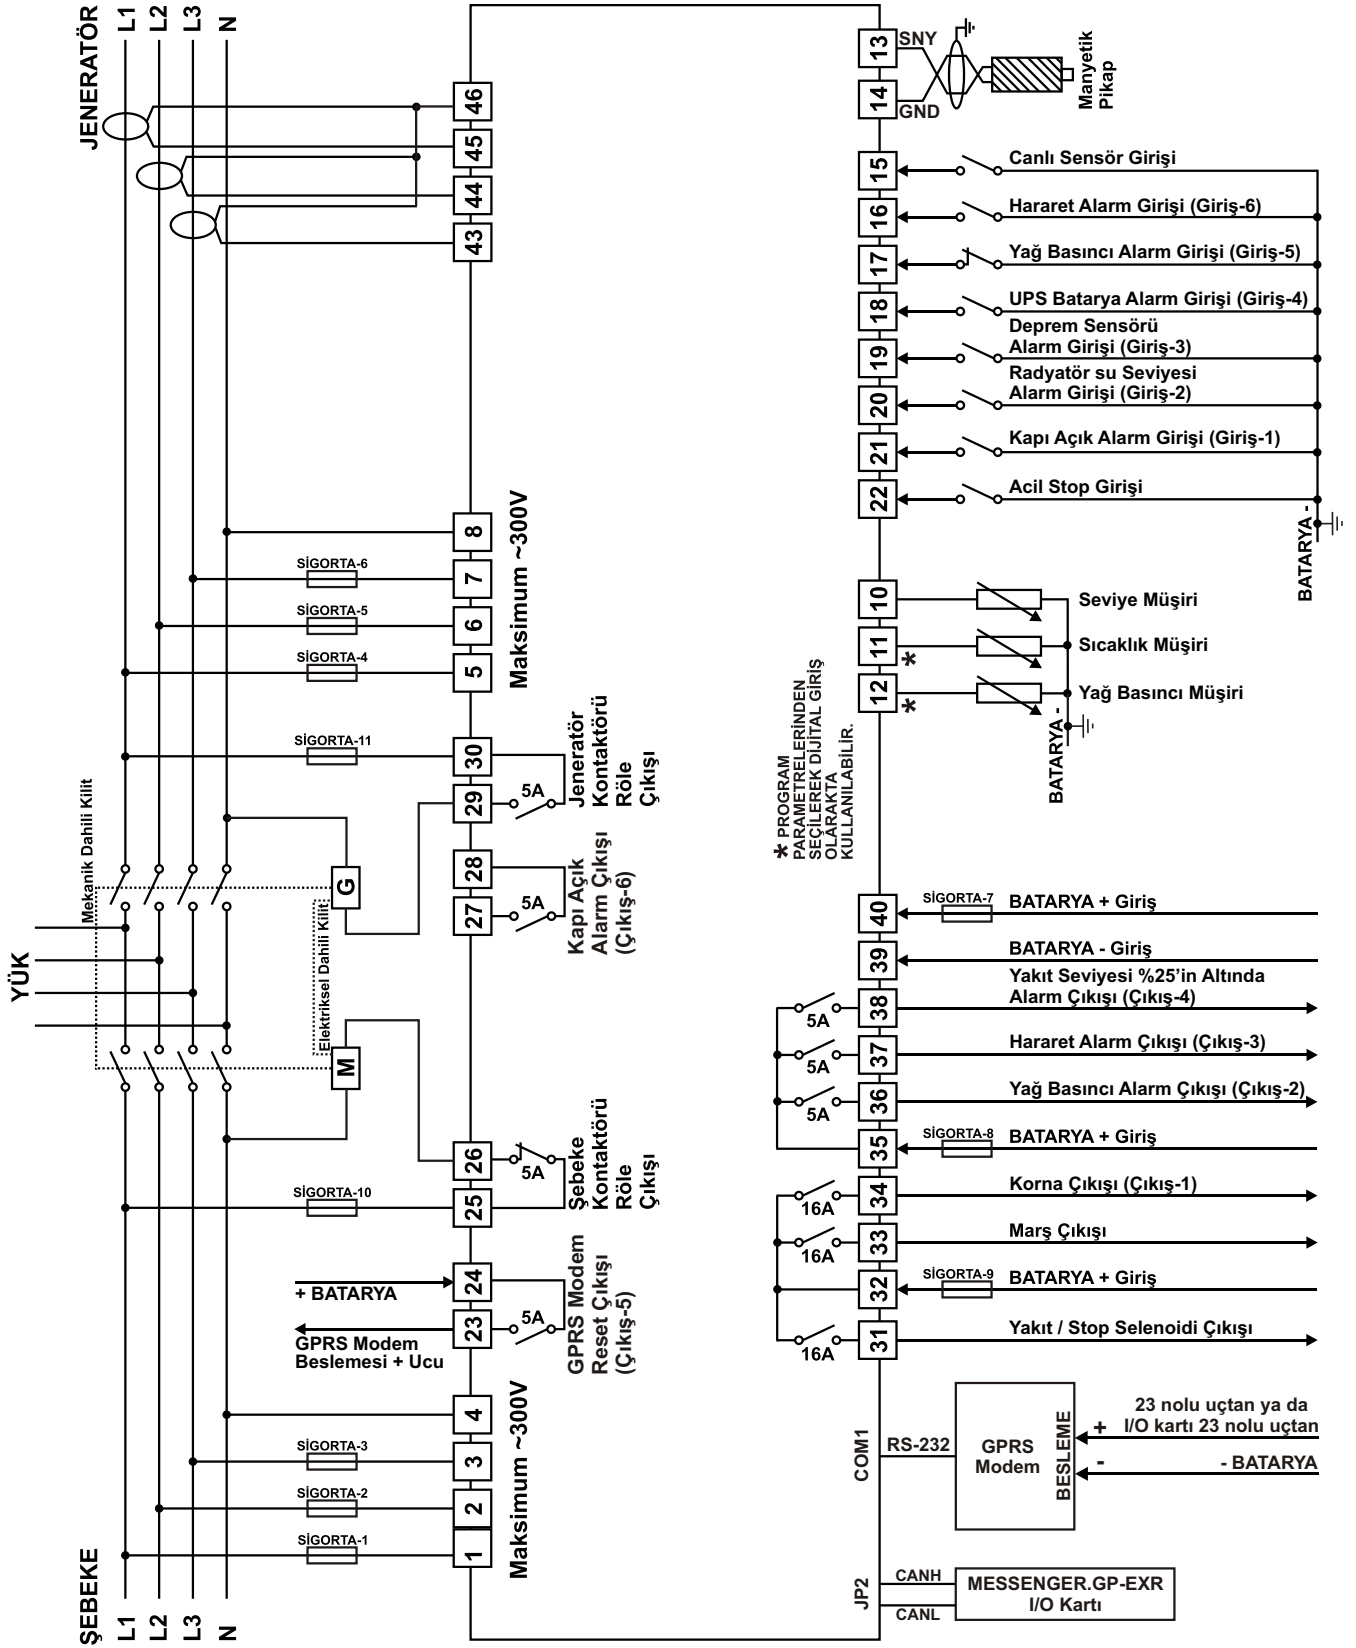 JENERATÖR
L1
L2
L3
N
46
45
44
43
8
7
6
5
SİGORTA-6
SİGORTA-5
SİGORTA-4
Maksimum ~300V
SİGORTA-11
30
29
5A
Jeneratör
Kontaktörü
Röle
Çıkışı
28
27
5A
Kapı Açık
Alarm Çıkışı
(Çıkış-6)
Mekanik Dahili Kilit
YÜK
G
Elektriksel Dahili Kilit
M
26
25
5A
SİGORTA-10
Şebeke
Kontaktörü
Röle
Çıkışı
24
23
5A
+ BATARYA
GPRS Modem
Beslemesi + Ucu
GPRS Modem
Reset Çıkışı
(Çıkış-5)
4
3
2
1
SİGORTA-3
SİGORTA-2
SİGORTA-1
Maksimum ~300V
ŞEBEKE
L1
L2
L3
N
13
SNY
14
GND
Manyetik
Pikap
15
Canlı Sensör Girişi
16
Hararet Alarm Girişi (Giriş-6)
17
Yağ Basıncı Alarm Girişi (Giriş-5)
18
UPS Batarya Alarm Girişi (Giriş-4)
19
Deprem Sensörü
Alarm Girişi (Giriş-3)
20
Radyatör su Seviyesi
Alarm Girişi (Giriş-2)
21
Kapı Açık Alarm Girişi (Giriş-1)
22
Acil Stop Girişi
BATARYA -
10
Seviye Müşiri
11
*
Sıcaklık Müşiri
12
*
Yağ Basıncı Müşiri
BATARYA -
* PROGRAM
PARAMETRELERİNDEN
SEÇİLEREK DİJİTAL GİRİŞ
OLARAKTA
KULLANILABİLİR.
40
SİGORTA-7
BATARYA + Giriş
39
BATARYA - Giriş
38
5A
Yakıt Seviyesi %25’in Altında
Alarm Çıkışı (Çıkış-4)
37
5A
Hararet Alarm Çıkışı (Çıkış-3)
36
5A
Yağ Basıncı Alarm Çıkışı (Çıkış-2)
35
SİGORTA-8
BATARYA + Giriş
34
16A
Korna Çıkışı (Çıkış-1)
33
16A
Marş Çıkışı
32
SİGORTA-9
BATARYA + Giriş
31
16A
Yakıt / Stop Selenoidi Çıkışı
COM1
RS-232
GPRS
Modem
BESLEME
+
23 nolu uçtan ya da
I/O kartı 23 nolu uçtan
-
- BATARYA
JP2
CANH
CANL
MESSENGER.GP-EXR
I/O Kartı